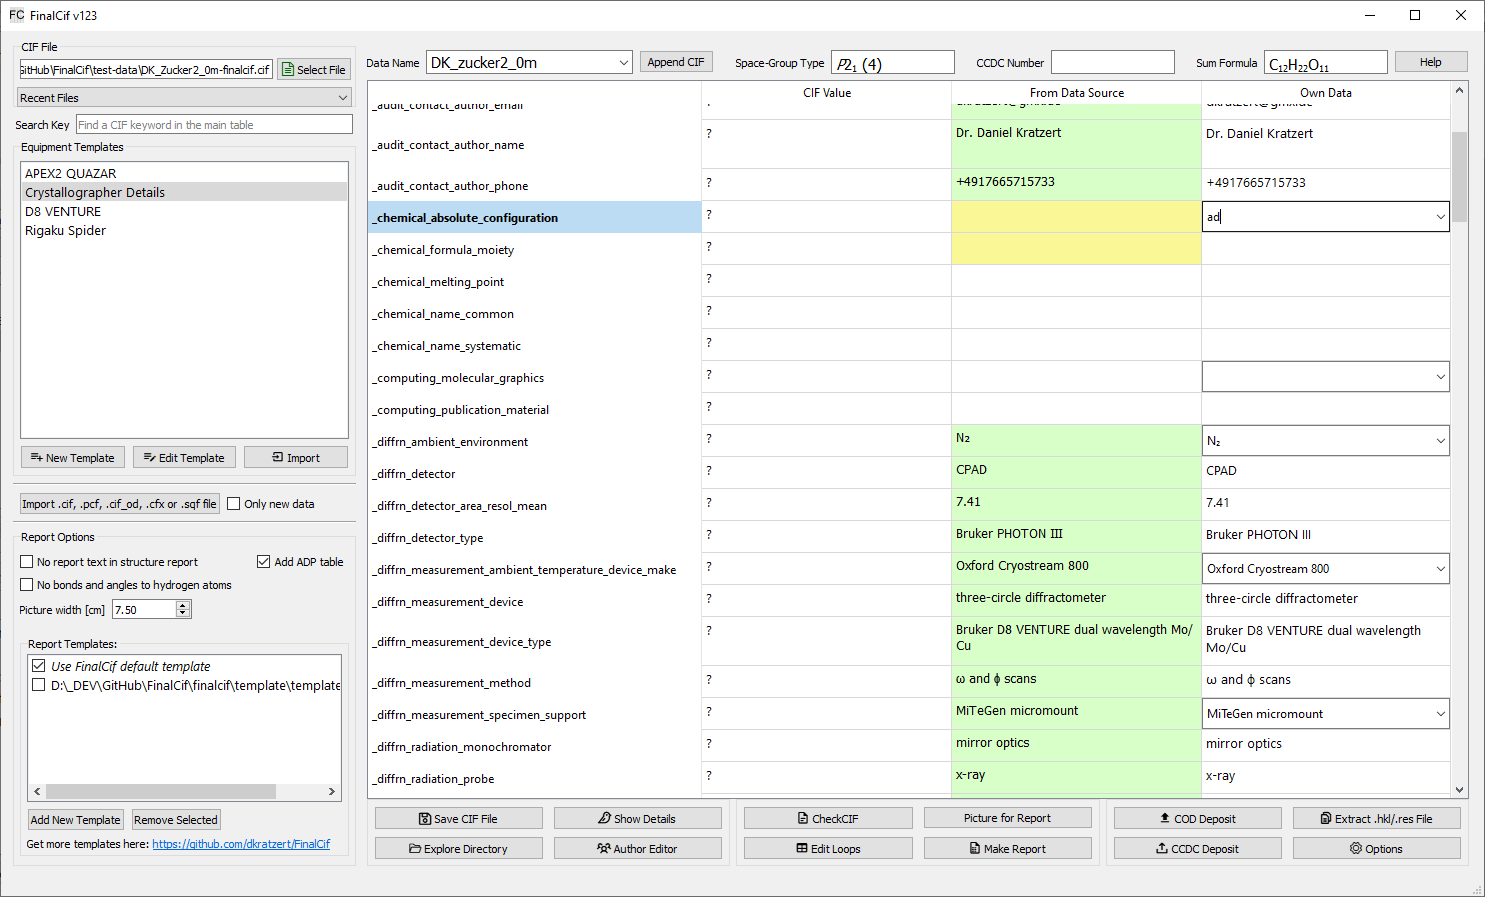 FC FinalCif v123
CIF File
GitHub\FinalCif\test-data\DK_Zucker2_0m-finalcif.cif
Select File
Recent Files
Search Key
Find a CIF keyword in the main table
Equipment Templates
APEX2 QUAZAR
Crystallographer Details
D8 VENTURE
Rigaku Spider
New Template
Edit Template
Import
Import .cif, .pcf, .cif_od, .cfx or .sqf file
Only new data
Report Options
No report text in structure report
Add ADP table
No bonds and angles to hydrogen atoms
Picture width [cm] 7.50
Report Templates:
Use FinalCif default template
D:\_DEV\GitHub\FinalCif\finalcif\template\template
Add New Template
Remove Selected
Get more templates here: https://github.com/dkratzert/FinalCif
Data Name DK_zucker2_0m
Append CIF
Space-Group Type P2₁ (4)
CCDC Number
Sum Formula C₁₂H₂₂O₁₁
Help
CIF Value From Data Source Own Data
_audit_contact_author_email ? dkratzert@gmx.de dkratzert@gmx.de
_audit_contact_author_name ? Dr. Daniel Kratzert Dr. Daniel Kratzert
_audit_contact_author_phone ? +4917665715733 +4917665715733
_chemical_absolute_configuration ? ad
_chemical_formula_moiety ?
_chemical_melting_point ?
_chemical_name_common ?
_chemical_name_systematic ?
_computing_molecular_graphics ?
_computing_publication_material ?
_diffrn_ambient_environment ? N₂ N₂
_diffrn_detector ? CPAD CPAD
_diffrn_detector_area_resol_mean ? 7.41 7.41
_diffrn_detector_type ? Bruker PHOTON III Bruker PHOTON III
_diffrn_measurement_ambient_temperature_device_make ? Oxford Cryostream 800 Oxford Cryostream 800
_diffrn_measurement_device ? three-circle diffractometer three-circle diffractometer
_diffrn_measurement_device_type ? Bruker D8 VENTURE dual wavelength Mo/ Bruker D8 VENTURE dual wavelength
Cu Mo/Cu
_diffrn_measurement_method ? ω and ϕ scans ω and ϕ scans
_diffrn_measurement_specimen_support ? MiTeGen micromount MiTeGen micromount
_diffrn_radiation_monochromator ? mirror optics mirror optics
_diffrn_radiation_probe ? x-ray x-ray
Save CIF File
Show Details
CheckCIF
Picture for Report
COD Deposit
Extract .hkl/.res File
Explore Directory
Author Editor
Edit Loops
Make Report
CCDC Deposit
Options